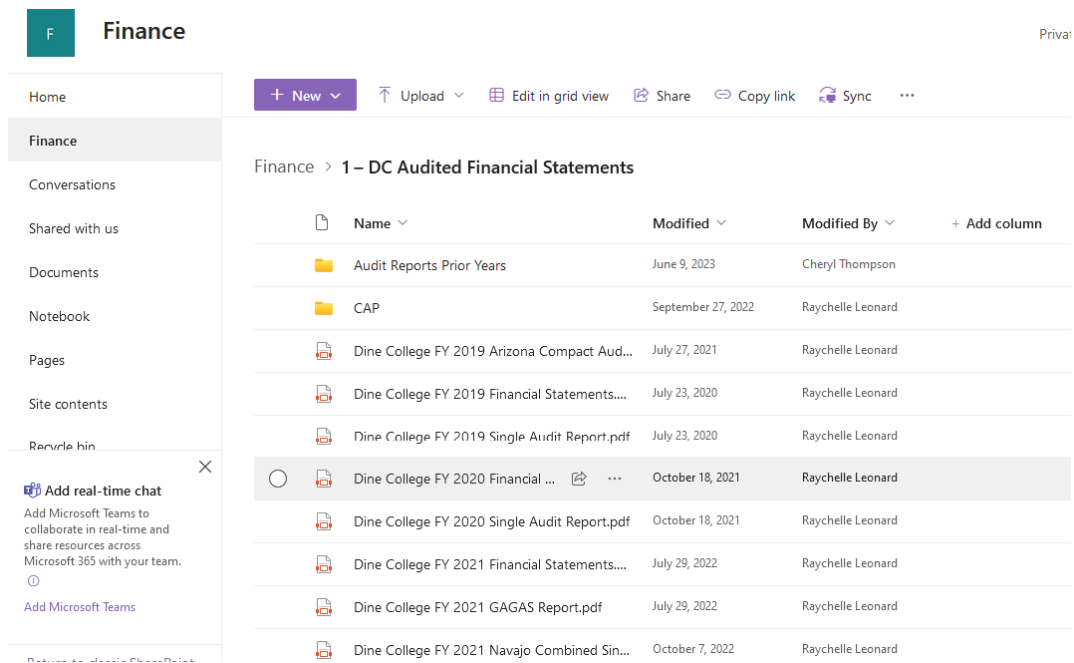 F
Finance
Privat
Home
Finance
Conversations
Shared with us
Documents
Notebook
Pages
Site contents
Recycle bin
Add real-time chat
Add Microsoft Teams to
collaborate in real-time and
share resources across
Microsoft 365 with your team.
Add Microsoft Teams
Return to classic SharePoint
+ New
Upload
Edit in grid view
Share
Copy link
Sync
...
Finance > 1 – DC Audited Financial Statements
Name Modified Modified By + Add column
Audit Reports Prior Years June 9, 2023 Cheryl Thompson
CAP September 27, 2022 Raychelle Leonard
Dine College FY 2019 Arizona Compact Aud... July 27, 2021 Raychelle Leonard
Dine College FY 2019 Financial Statements.... July 23, 2020 Raychelle Leonard
Dine College FY 2019 Single Audit Report.pdf July 23, 2020 Raychelle Leonard
Dine College FY 2020 Financial ... ... October 18, 2021 Raychelle Leonard
Dine College FY 2020 Single Audit Report.pdf October 18, 2021 Raychelle Leonard
Dine College FY 2021 Financial Statements.... July 29, 2022 Raychelle Leonard
Dine College FY 2021 GAGAS Report.pdf July 29, 2022 Raychelle Leonard
Dine College FY 2021 Navajo Combined Sin... October 7, 2022 Raychelle Leonard